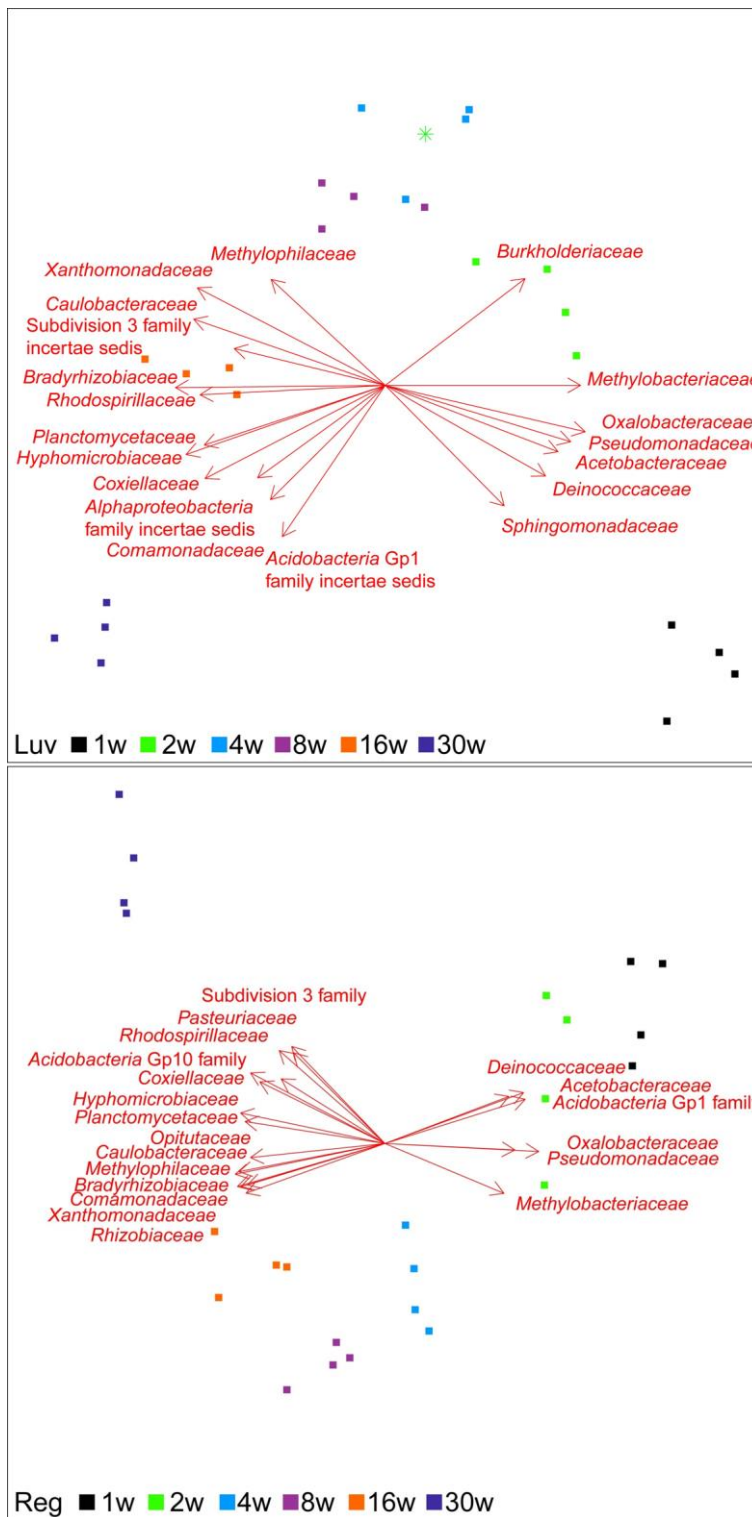 Methylophilaceae
Burkholderiaceae
Xanthomonadaceae
Caulobacteraceae
Subdivision 3 family
incertae sedis
Bradyrhizobiaceae
Methylobacteriaceae
Rhodospirillaceae
Oxalobacteraceae
Planctomycetaceae
Pseudomonadaceae
Hyphomicrobiaceae
Acetobacteraceae
Coxiellaceae
Deinococcaceae
Alphaproteobacteria
family incertae sedis
Sphingomonadaceae
Comamonadaceae
Acidobacteria Gp1
family incertae sedis
Luv 1w 2w 4w 8w 16w 30w
Subdivision 3 family
Pasteuriaceae
Rhodospirillaceae
Acidobacteria Gp10 family
Deinococcaceae
Coxiellaceae
Acetobacteraceae
Hyphomicrobiaceae
Acidobacteria Gp1 family
Planctomycetaceae
Opitutaceae
Oxalobacteraceae
Caulobacteraceae
Pseudomonadaceae
Methylophilaceae
Bradyrhizobiaceae
Comamonadaceae
Methylobacteriaceae
Xanthomonadaceae
Rhizobiaceae
Reg 1w 2w 4w 8w 16w 30w